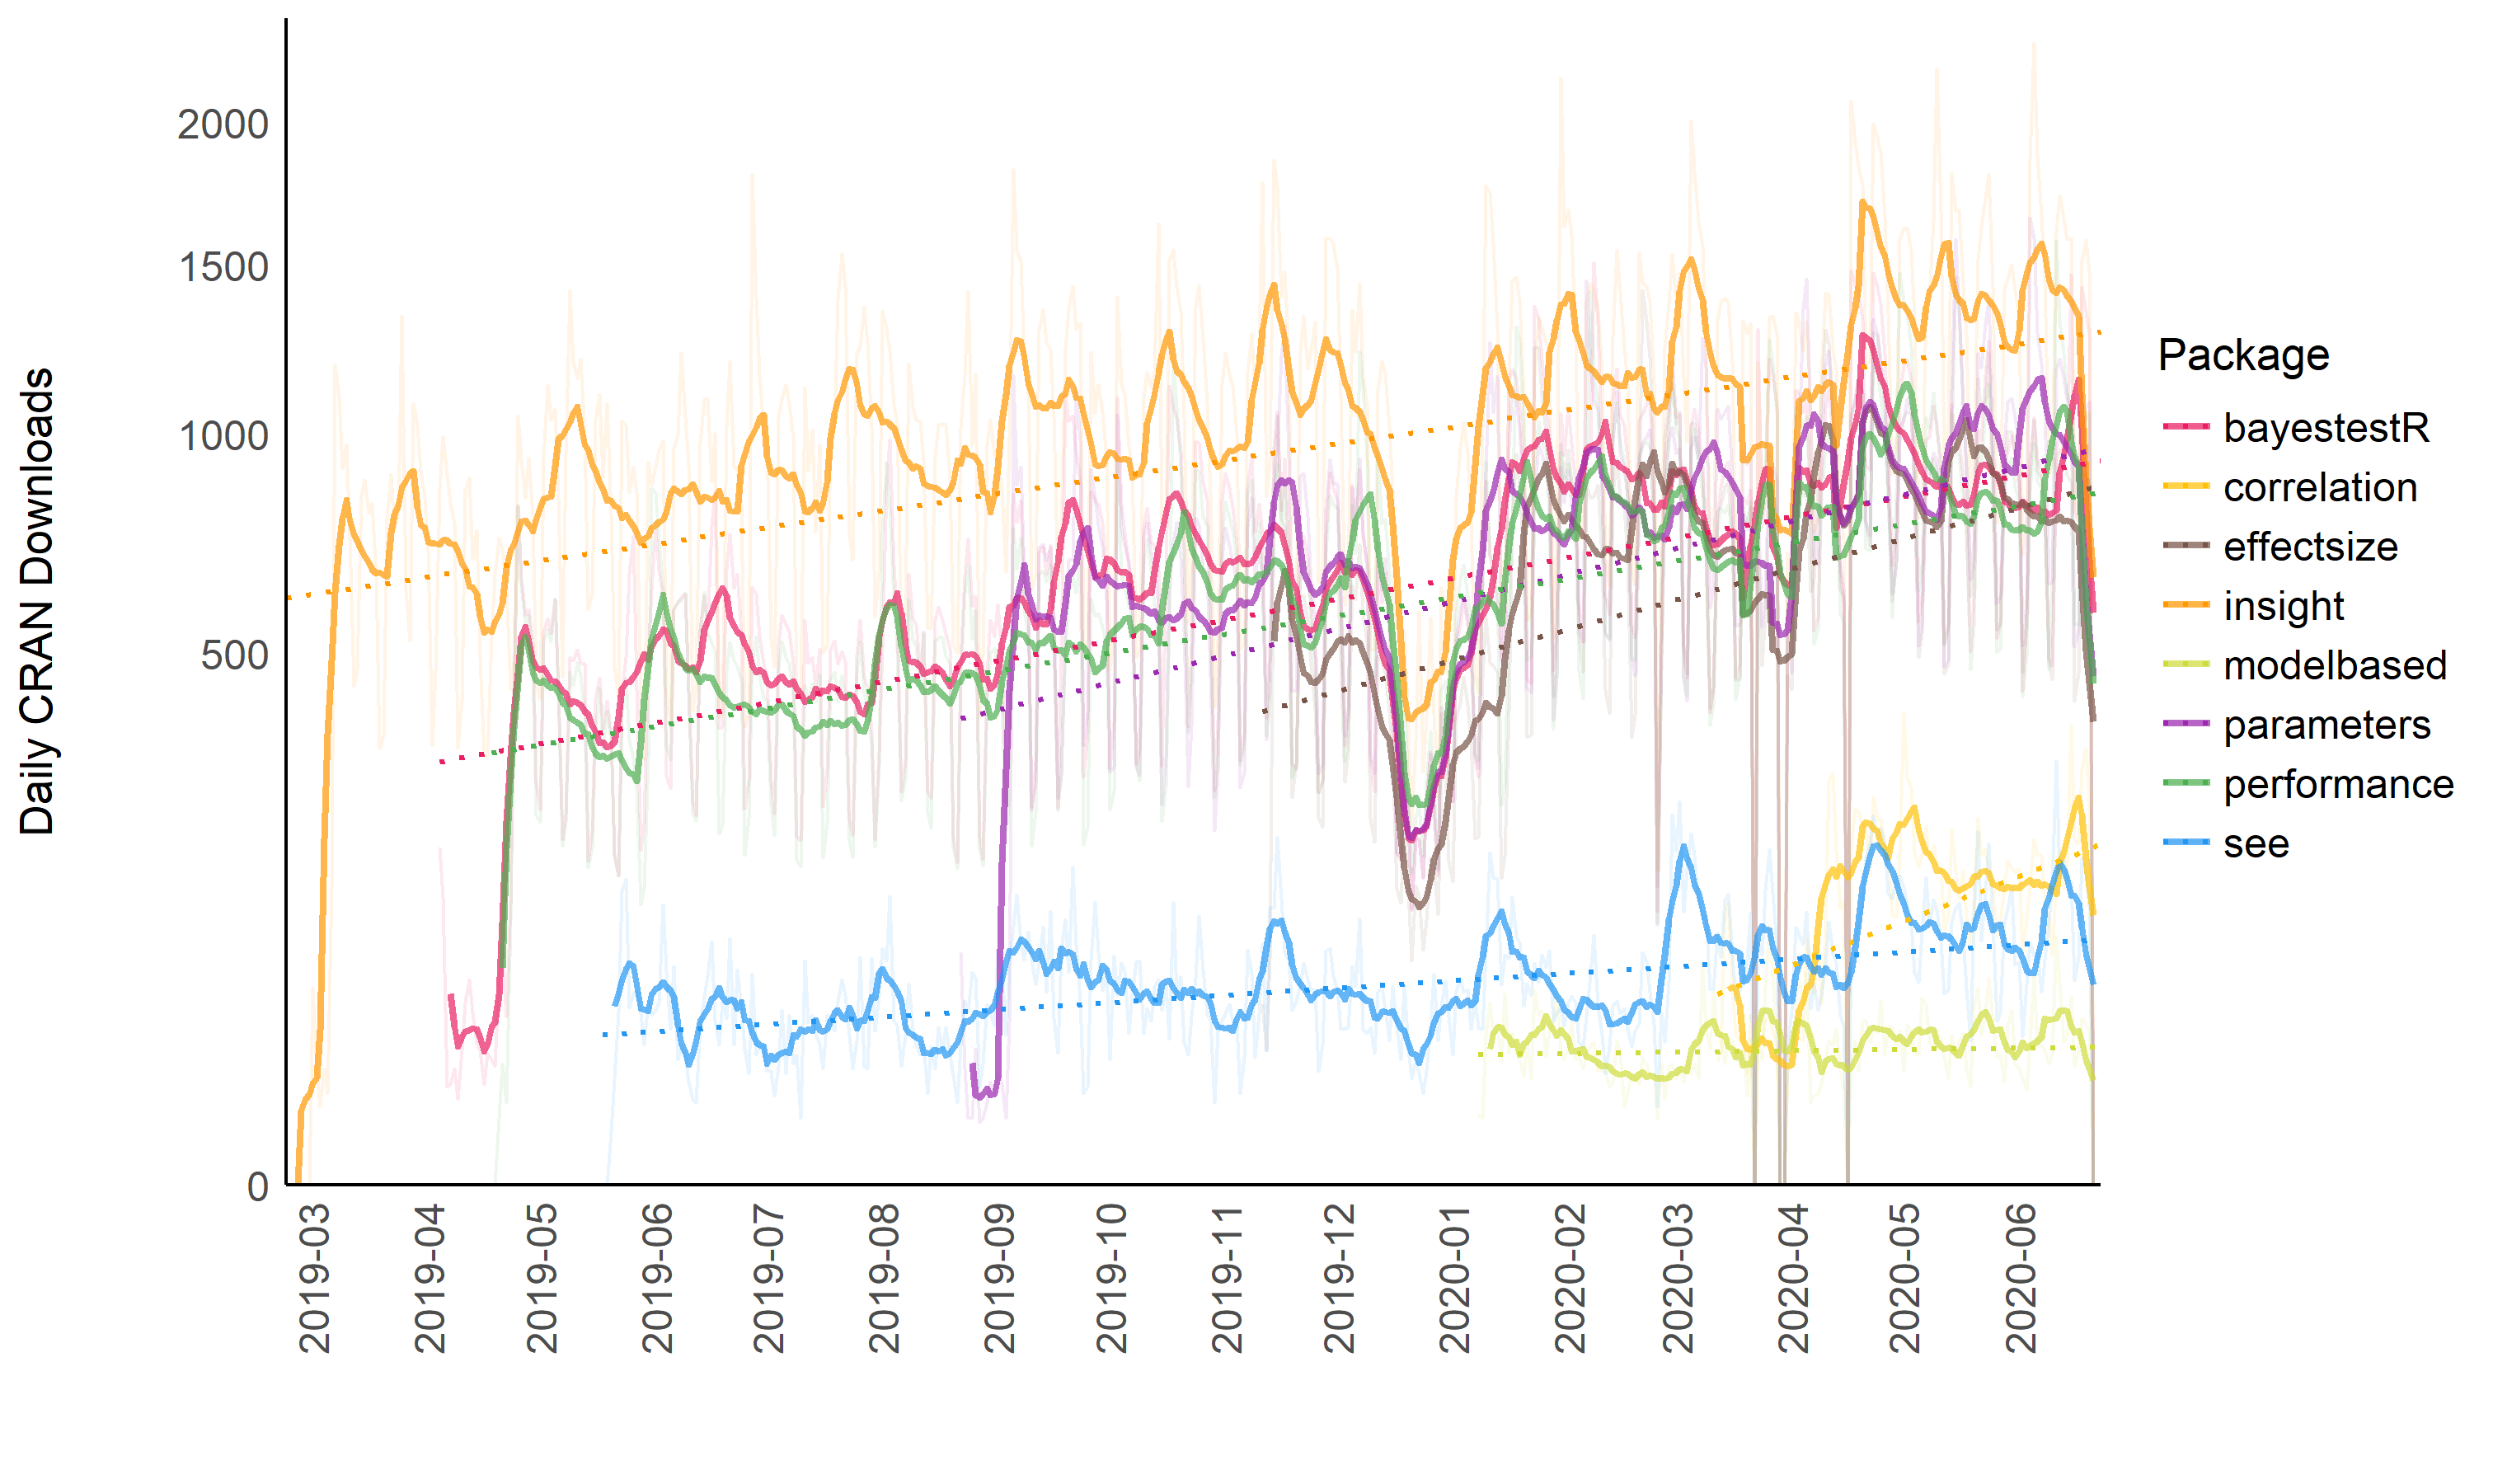 Daily CRAN Downloads
2000
1500
1000
500
0
2019-03
2019-04
2019-05
2019-06
2019-07
2019-08
2019-09
2019-10
2019-11
2019-12
2020-01
2020-02
2020-03
2020-04
2020-05
2020-06
Package
bayestestR
correlation
effectsize
insight
modelbased
parameters
performance
see